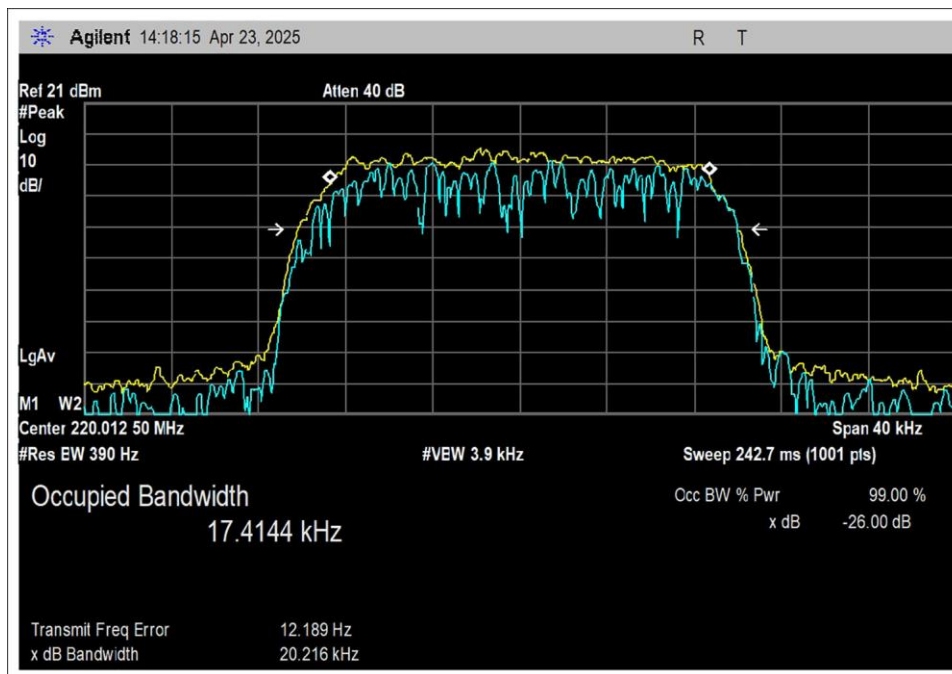 Agilent 14:18:15 Apr 23, 2025 R T
Ref 21 dBm Atten 40 dB
#Peak
Log
10
dB/
LgAv
M1 W2
Center 220.012 50 MHz Span 40 kHz
#Res BW 390 Hz #VBW 3.9 kHz Sweep 242.7 ms (1001 pts)
Occupied Bandwidth Occ BW % Pwr 99.00 %
17.4144 kHz x dB -26.00 dB
Transmit Freq Error 12.189 Hz
x dB Bandwidth 20.216 kHz